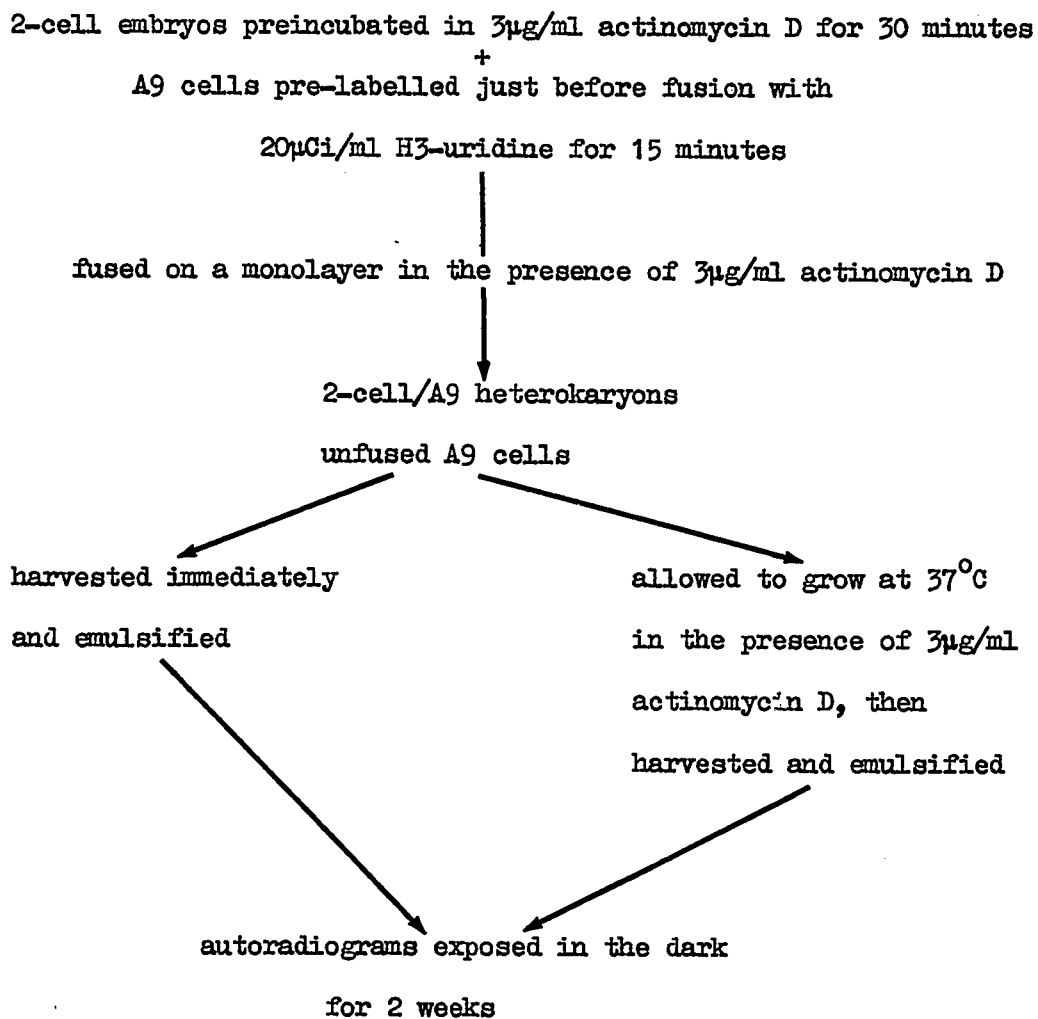 2-cell embryos preincubated in 3µg/ml actinomycin D for 30 minutes
+
A9 cells pre-labelled just before fusion with
20µCi/ml H3-uridine for 15 minutes
fused on a monolayer in the presence of 3µg/ml actinomycin D
2-cell/A9 heterokaryons
unfused A9 cells
harvested immediately
and emulsified
allowed to grow at 37°C
in the presence of 3µg/ml
actinomycin D, then
harvested and emulsified
autoradiograms exposed in the dark
for 2 weeks